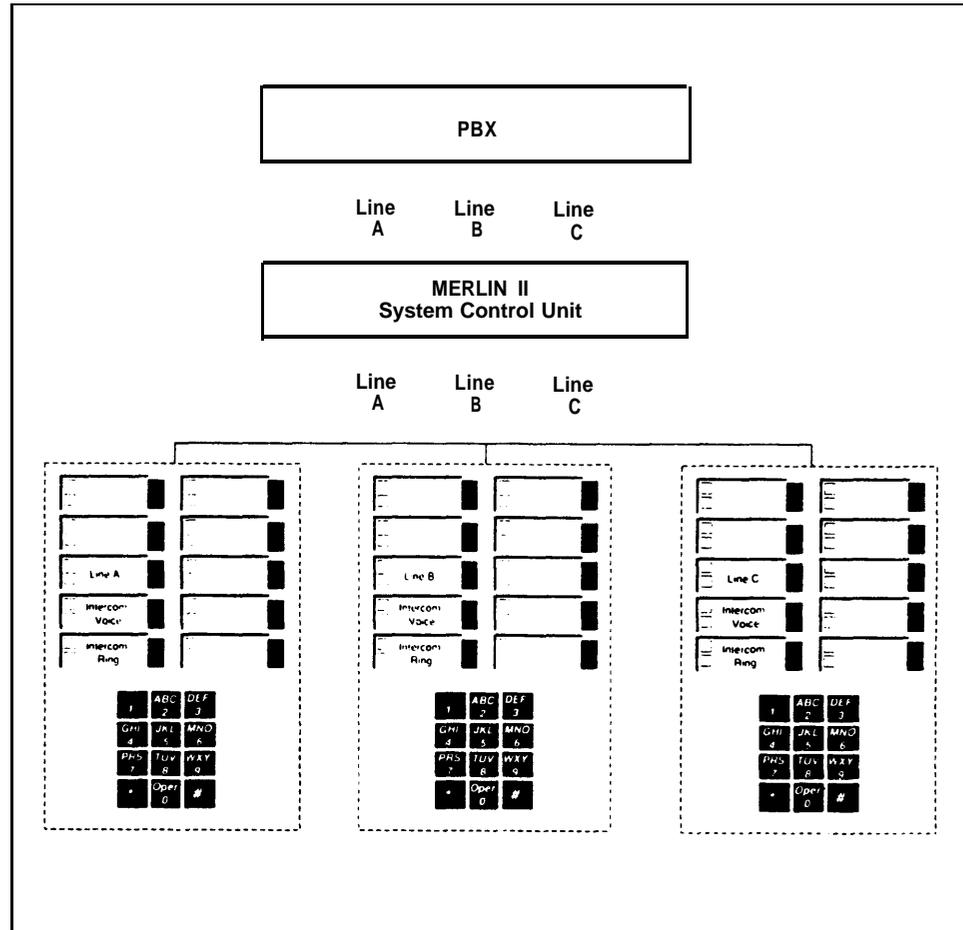 PBX
Line Line Line
A B C
MERLIN II
System Control Unit
Line Line Line
A B C
Line A
Intercom
Voice
Intercom
Ring
Line B
Intercom
Voice
Intercom
Ring
Line C
Intercom
Voice
Intercom
Ring
1 ABC 2 DEF 3
GHI 4 JKL 5 MNO 6
PRS 7 TUV 8 WXY 9
* Oper 0 #
1 ABC 2 DEF 3
GHI 4 JKL 5 MNO 6
PRS 7 TUV 8 WXY 9
* Oper 0 #
1 ABC 2 DEF 3
GHI 4 JKL 5 MNO 6
PRS 7 TUV 8 WXY 9
* Oper 0 #